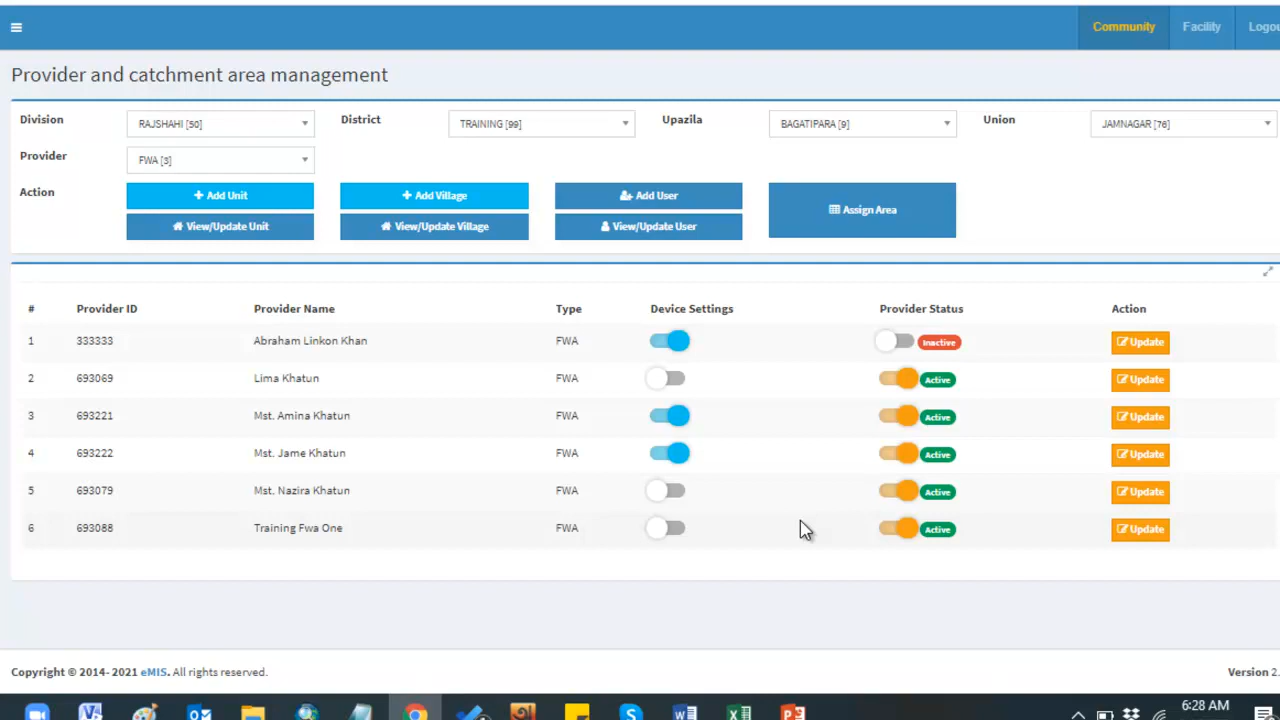 Community Facility
Provider and catchment area management
Division RAJSHAHI [50] District TRAINING [99] Upazila BAGATIPARA [9] Union JAMNAGAR [76]
Provider FWA [3]
Action + Add Unit + Add Village Add User Assign Area
View/Update Unit View/Update Village View/Update User
# Provider ID Provider Name Type Device Settings Provider Status Action
1 333333 Abraham Linkon Khan FWA Inactive Update
2 693069 Lima Khatun FWA Active Update
3 693221 Mst. Amina Khatun FWA Active Update
4 693222 Mst. Jame Khatun FWA Active Update
5 693079 Mst. Nazira Khatun FWA Active Update
6 693088 Training Fwa One FWA Active Update
Copyright © 2014- 2021 eMIS. All rights reserved. Version 2.
6:28 AM